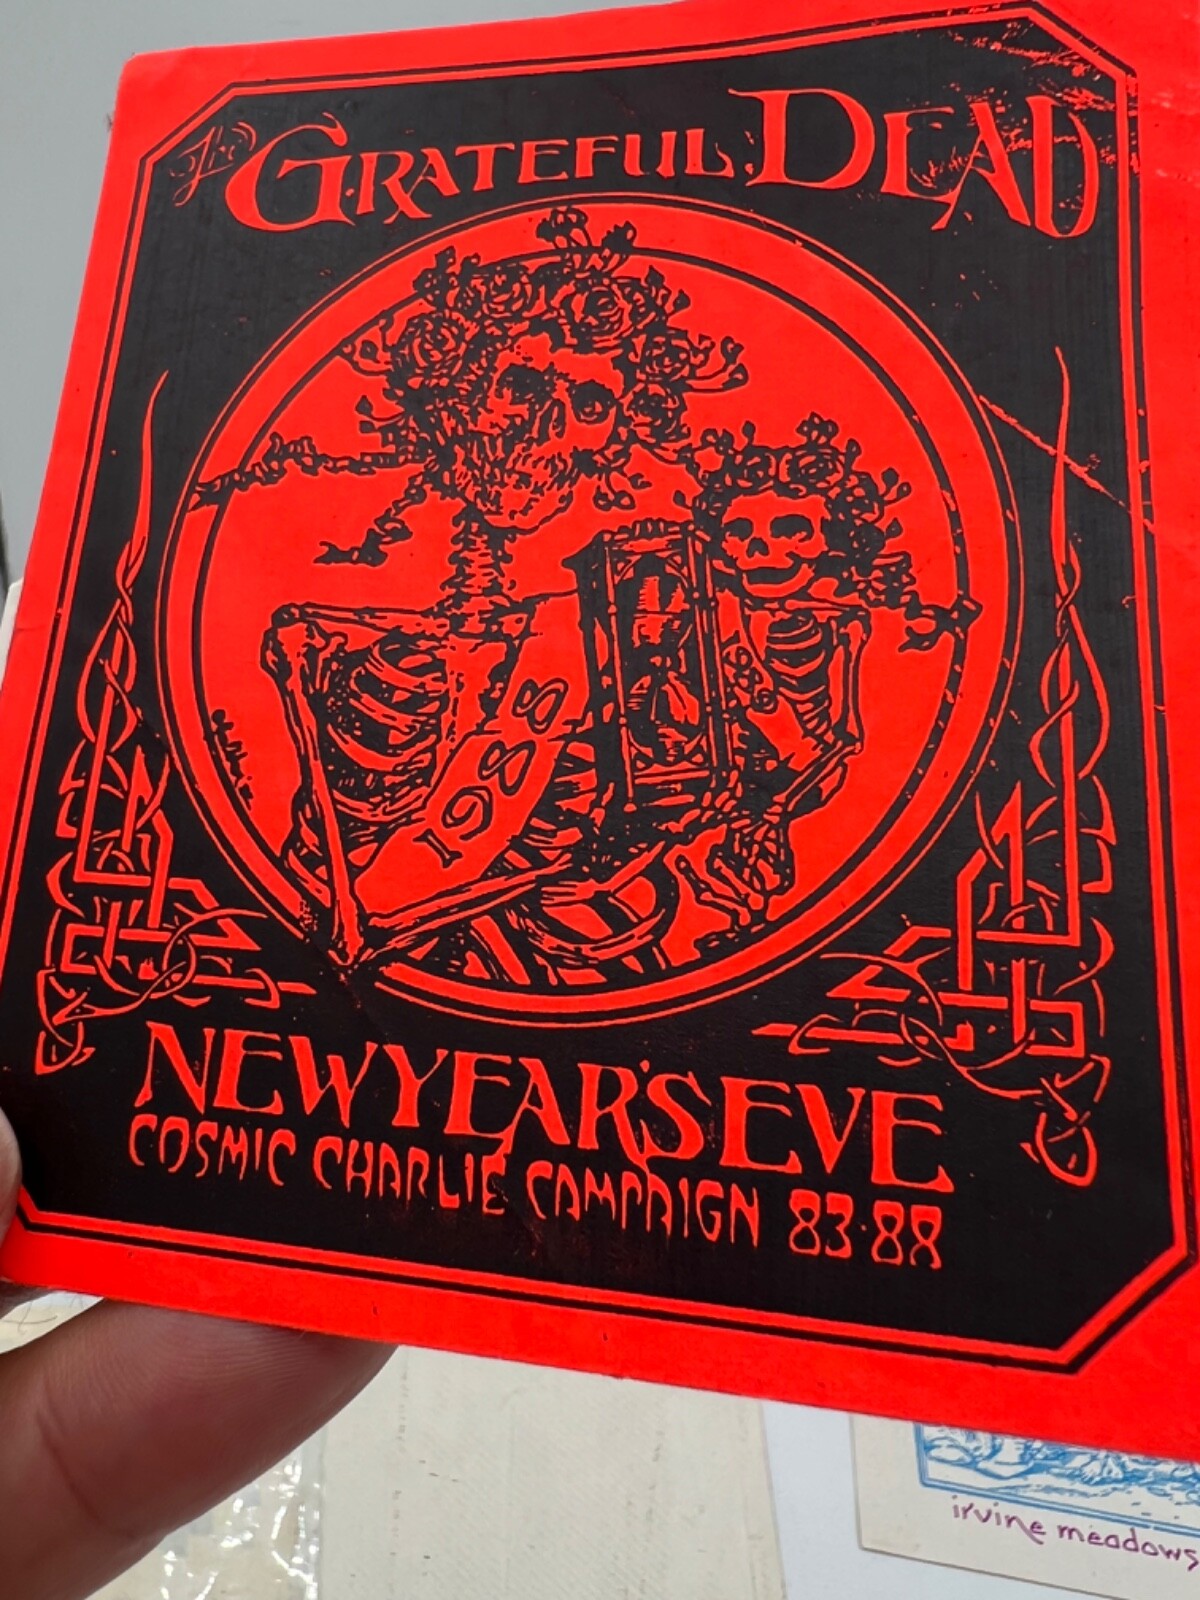 The GRATEFUL DEAD
1988
NEW YEAR'S EVE
COSMIC CHARLIE CAMPAIGN 83·88
irvine meadows